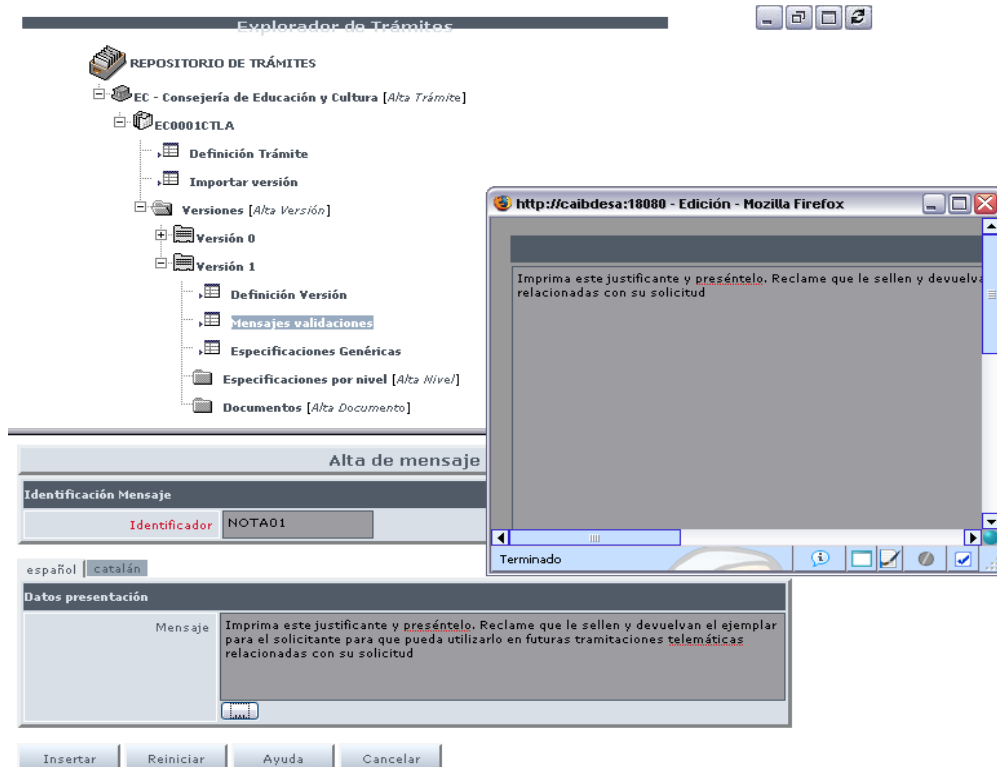 Explorador de Trámites
REPOSITORIO DE TRÁMITES
EC - Consejería de Educación y Cultura [Alta Trámite]
EC0001CTLA
Definición Trámite
Importar versión
Versiones [Alta Versión]
Versión 0
Versión 1
Definición Versión
Mensajes validaciones
Especificaciones Genéricas
Especificaciones por nivel [Alta Nivel]
Documentos [Alta Documento]
http://caibdesa:18080 - Edición - Mozilla Firefox
Imprima este justificante y preséntelo. Reclame que le sellen y devuelva
relacionadas con su solicitud
Terminado
Alta de mensaje
Identificación Mensaje
Identificador NOTA01
español catalán
Datos presentación
Mensaje Imprima este justificante y preséntelo. Reclame que le sellen y devuelvan el ejemplar
para el solicitante para que pueda utilizarlo en futuras tramitaciones telemáticas
relacionadas con su solicitud
...
Insertar Reiniciar Ayuda Cancelar